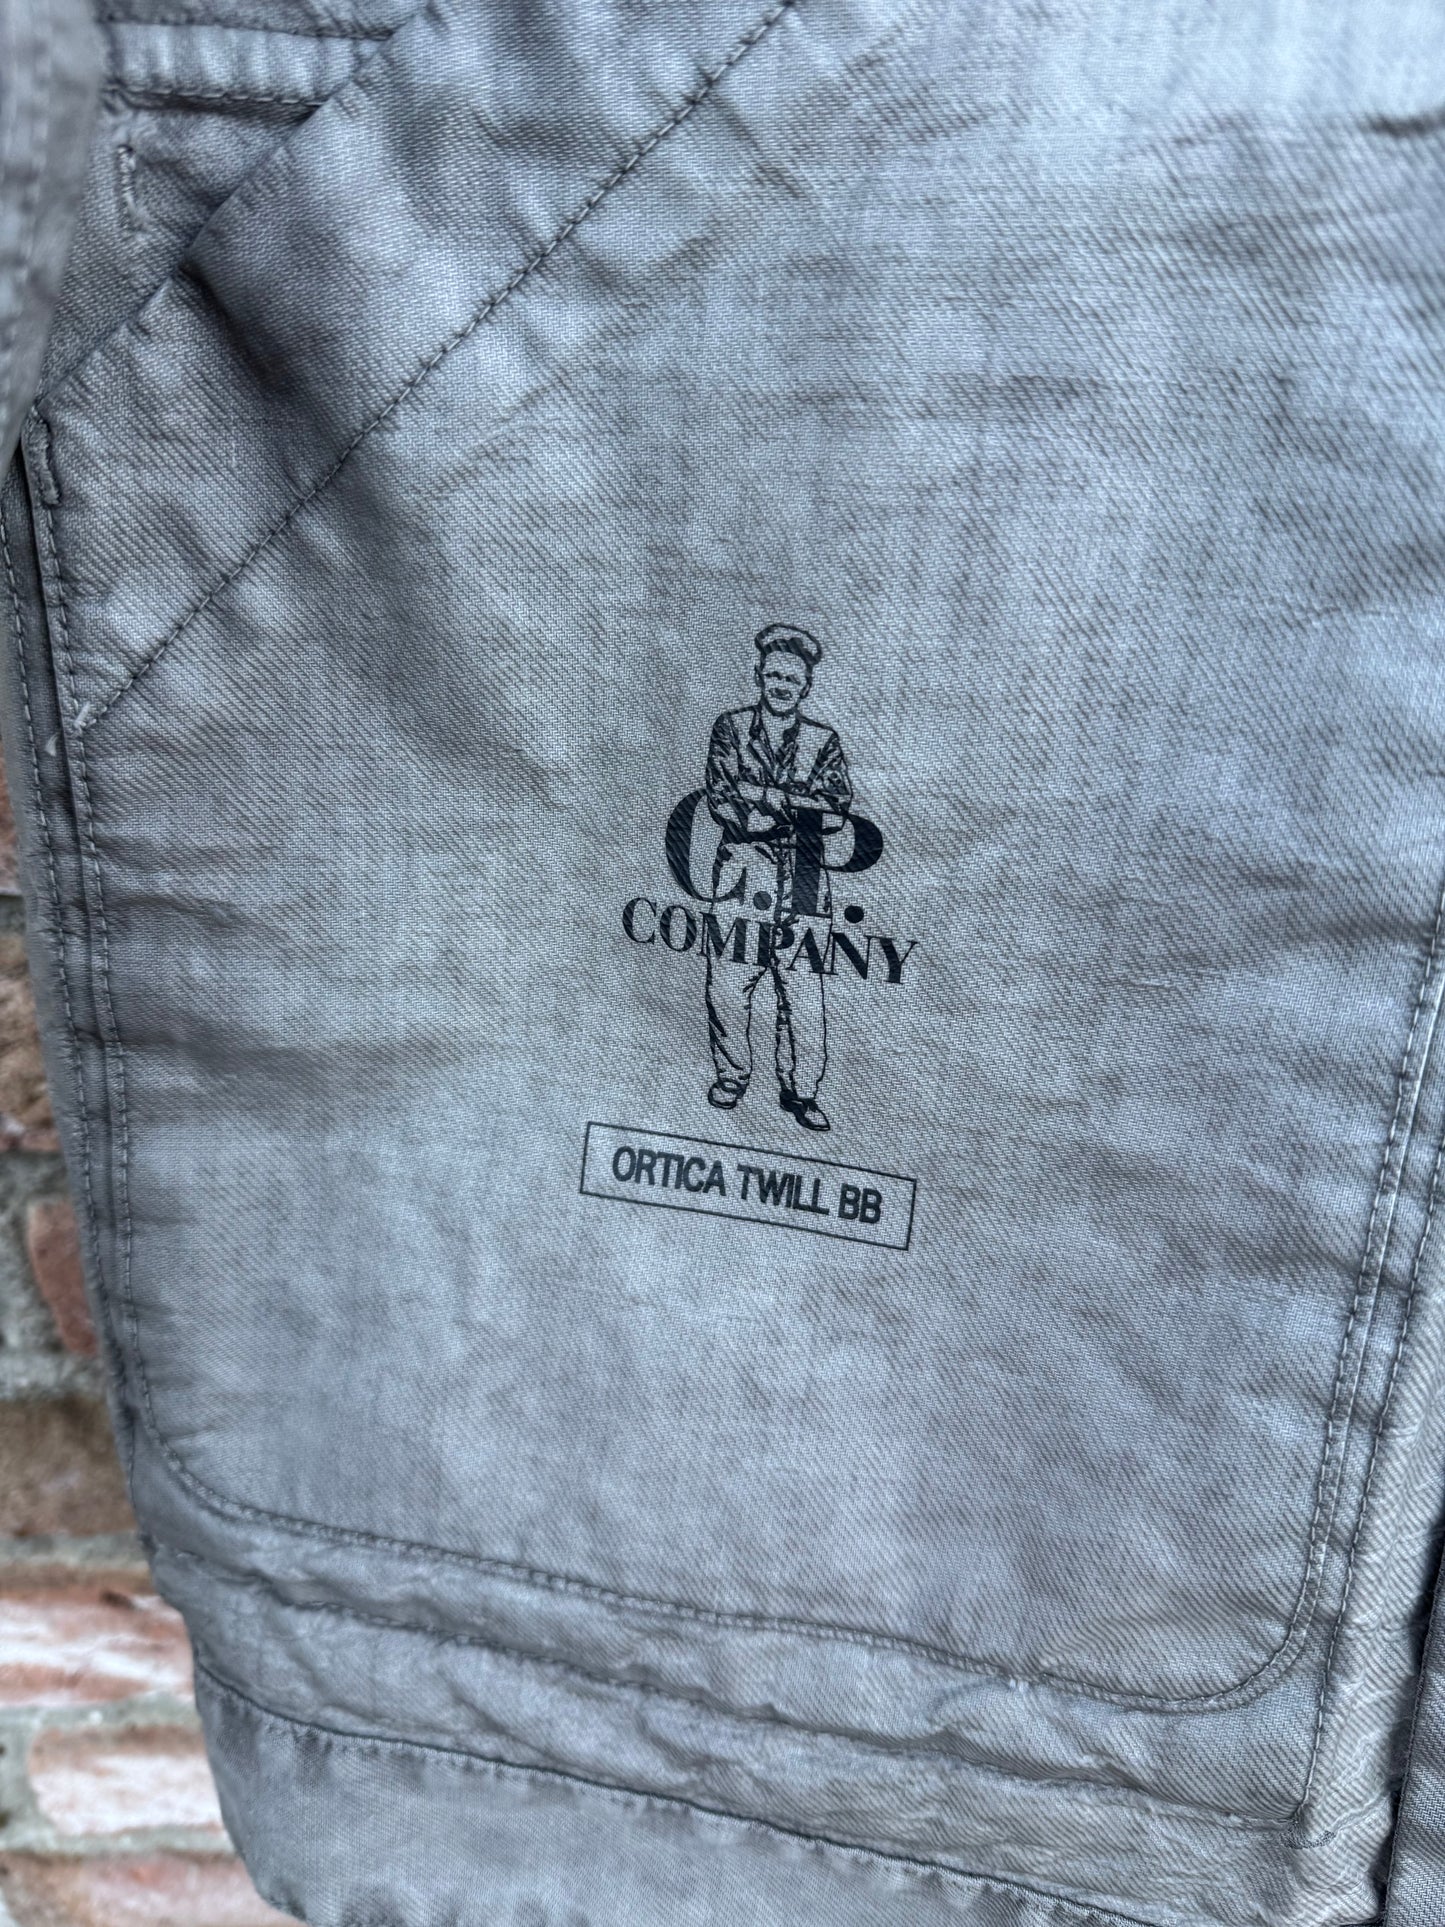 C.P.
COMPANY
ORTICA TWILL BB